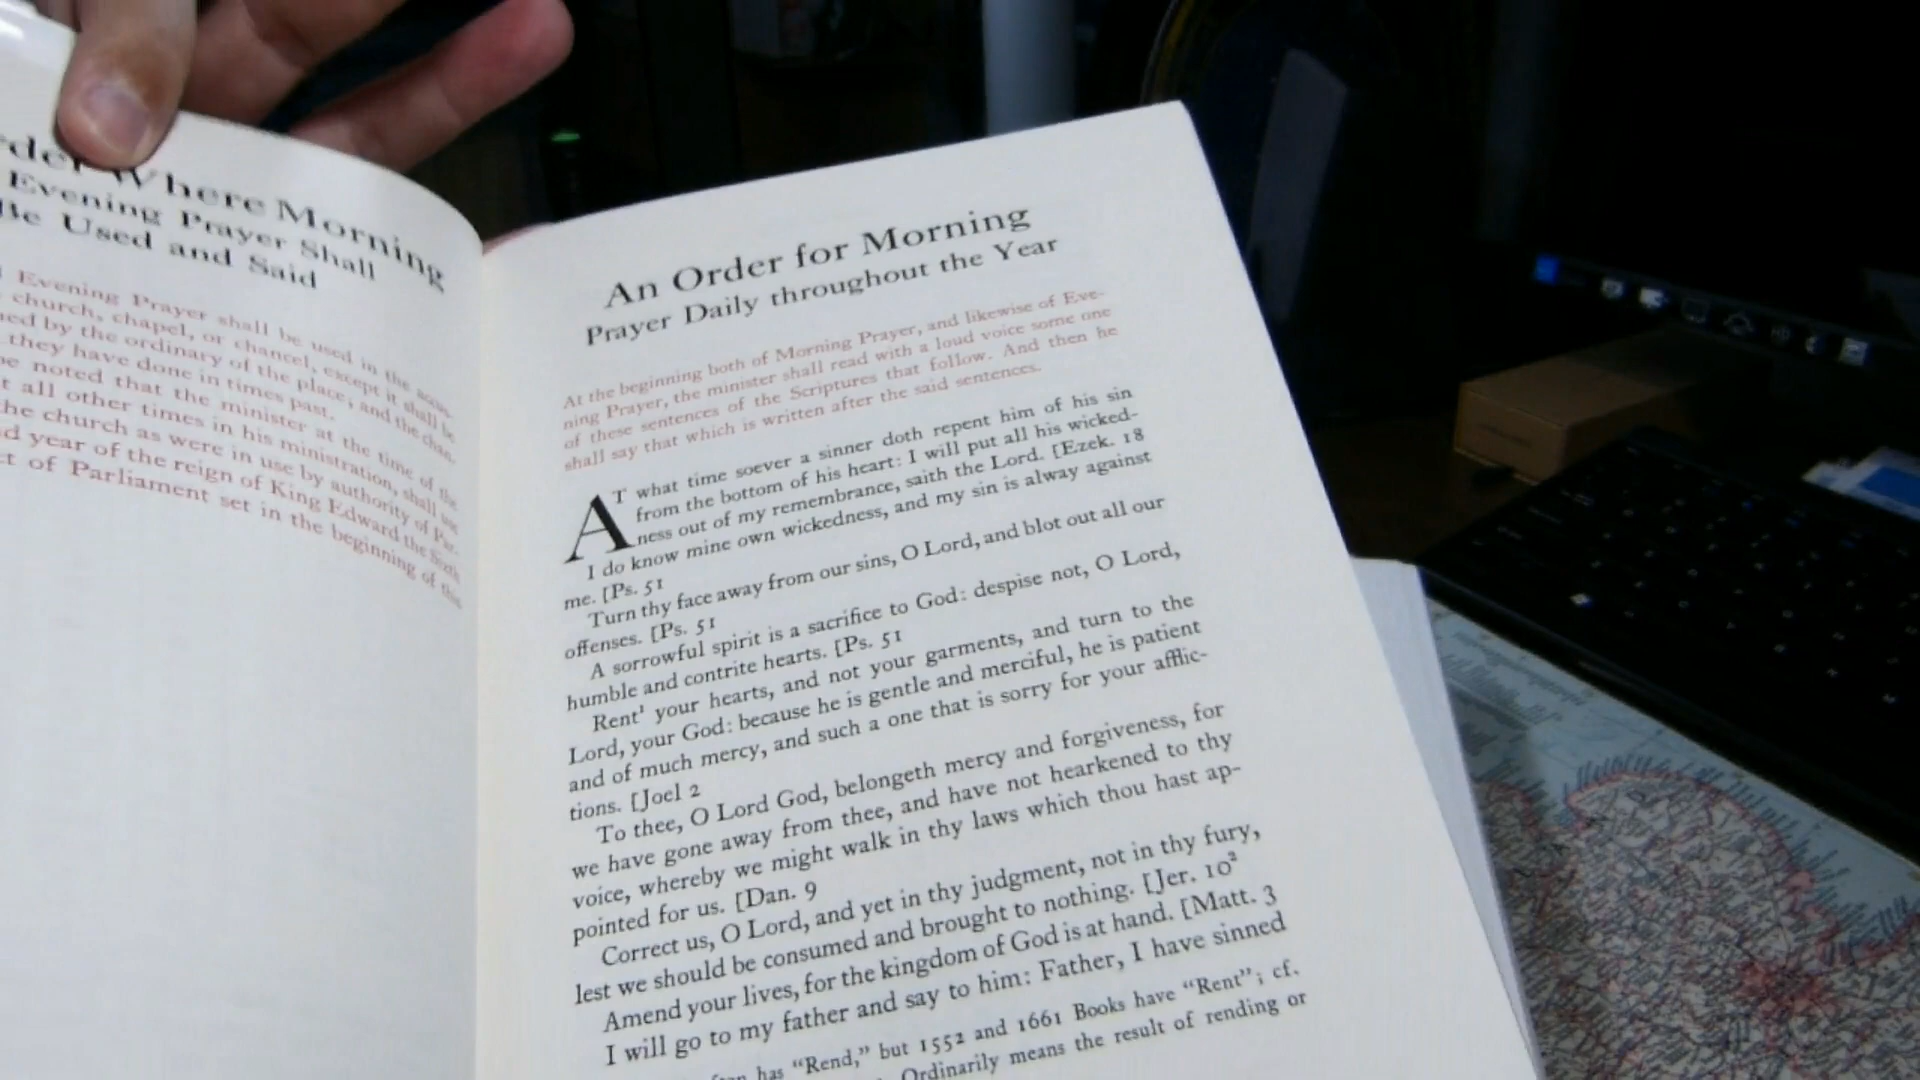 Where Morning
Evening Prayer Shall
Be Used and Said
Evening Prayer shall be used in the
church, chapel, or chancel, except it shall be
by the ordinary of the place; and the chan-
they have done in times past.
noted that the minister at the time of the
all other times in his ministration, shall use
the church as were in use by authority of Par-
year of the reign of King Edward the Sixth
of Parliament set in the beginning of this
An Order for Morning
Prayer Daily throughout the Year
At the beginning both of Morning Prayer, and likewise of Eve-
ning Prayer, the minister shall read with a loud voice some one
of these sentences of the Scriptures that follow. And then he
shall say that which is written after the said sentences.
AT what time soever a sinner doth repent him of his sin
from the bottom of his heart: I will put all his wicked-
ness out of my remembrance, saith the Lord. [Ezek. 18
I do know mine own wickedness, and my sin is alway against
me. [Ps. 51
Turn thy face away from our sins, O Lord, and blot out all our
offenses. [Ps. 51
A sorrowful spirit is a sacrifice to God: despise not, O Lord,
humble and contrite hearts. [Ps. 51
Rent¹ your hearts, and not your garments, and turn to the
Lord, your God: because he is gentle and merciful, he is patient
and of much mercy, and such a one that is sorry for your afflic-
tions. [Joel 2
To thee, O Lord God, belongeth mercy and forgiveness, for
we have gone away from thee, and have not hearkened to thy
voice, whereby we might walk in thy laws which thou hast ap-
pointed for us. [Dan. 9
Correct us, O Lord, and yet in thy judgment, not in thy fury,
lest we should be consumed and brought to nothing. [Jer. 10²
Amend your lives, for the kingdom of God is at hand. [Matt. 3
I will go to my father and say to him: Father, I have sinned
has "Rend," but 1552 and 1661 Books have "Rent"; cf.
Ordinarily means the result of rending or